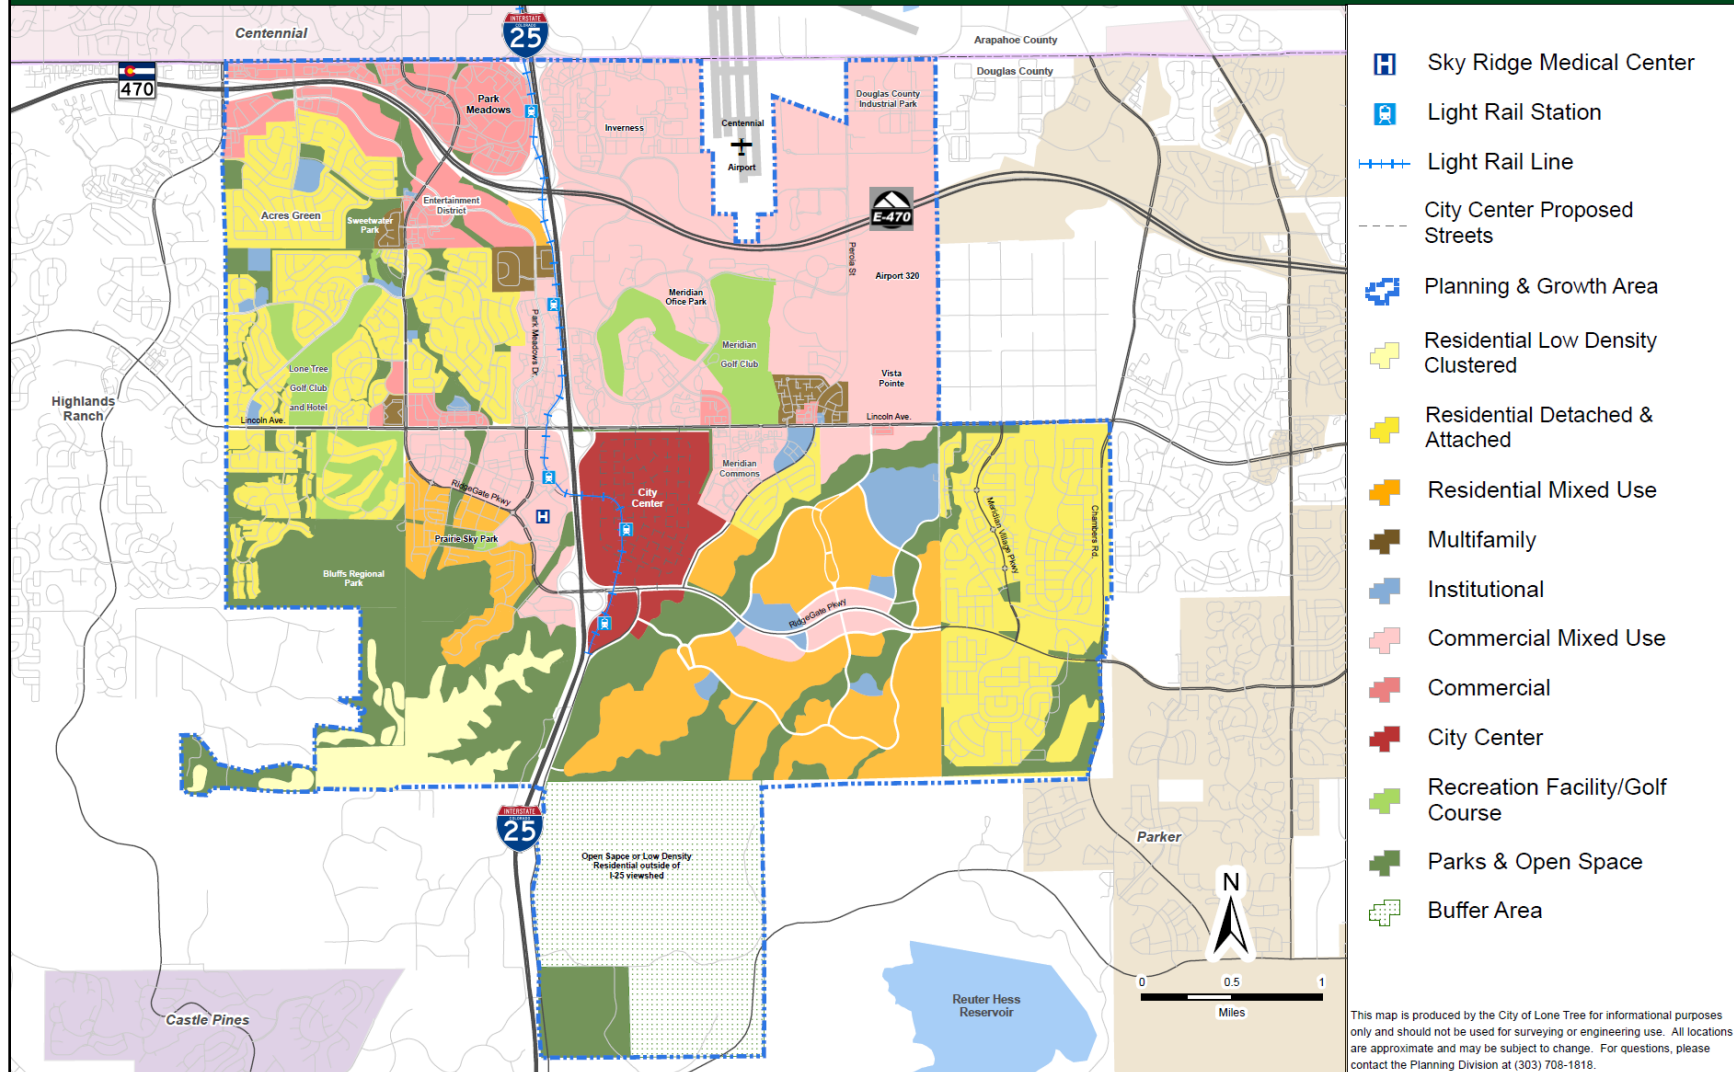 Centennial
INTERSTATE
COLORADO
25
Arapahoe County
Douglas County
470
Park
Meadows
Inverness
Douglas County
Industrial Park
Centennial
Airport
E-470
Acres Green
Sweetwater
Park
Entertainment
District
Peroia St
Airport 320
Meridian
Ofice Park
Park Meadows Dr.
Meridian
Golf Club
Lone Tree
Golf Club
and Hotel
Vista
Pointe
Highlands
Ranch
Lincoln Ave.
Lincoln Ave.
Meridian
Commons
City
Center
RidgeGate Pkwy
H
Prairie Sky Park
Meridian Village Pkwy
Chambers Rd.
Bluffs Regional
Park
RidgeGate Pkwy
INTERSTATE
COLORADO
25
Open Sapce or Low Density
Residential outside of
I-25 viewshed
Parker
N
0 0.5 1
Miles
Reuter Hess
Reservoir
Castle Pines
H
Sky Ridge Medical Center
Light Rail Station
Light Rail Line
City Center Proposed
Streets
Planning & Growth Area
Residential Low Density
Clustered
Residential Detached &
Attached
Residential Mixed Use
Multifamily
Institutional
Commercial Mixed Use
Commercial
City Center
Recreation Facility/Golf
Course
Parks & Open Space
Buffer Area
This map is produced by the City of Lone Tree for informational purposes
only and should not be used for surveying or engineering use. All locations
are approximate and may be subject to change. For questions, please
contact the Planning Division at (303) 708-1818.